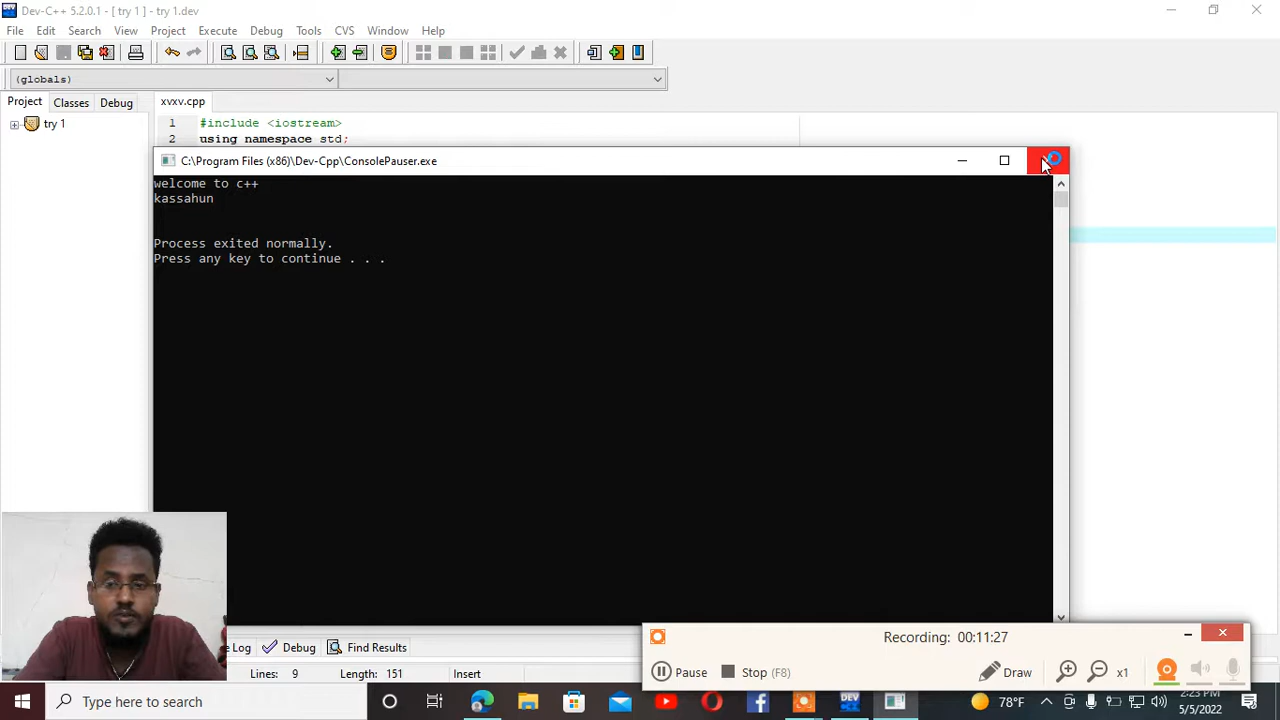 Dev-C++ 5.2.0.1 - [ try 1 ] - try 1.dev
File Edit Search View Project Execute Debug Tools CVS Window Help
(globals)
Project Classes Debug xvxv.cpp
try 1
1 #include <iostream>
2 using namespace std;
C:\Program Files (x86)\Dev-Cpp\ConsolePauser.exe
welcome to c++
kassahun
Process exited normally.
Press any key to continue . . .
Log Debug Find Results
Lines: 9 Length: 151 Insert
Recording: 00:11:27
Pause Stop (F8) Draw x1
Type here to search
78°F
2:23 PM
5/5/2022